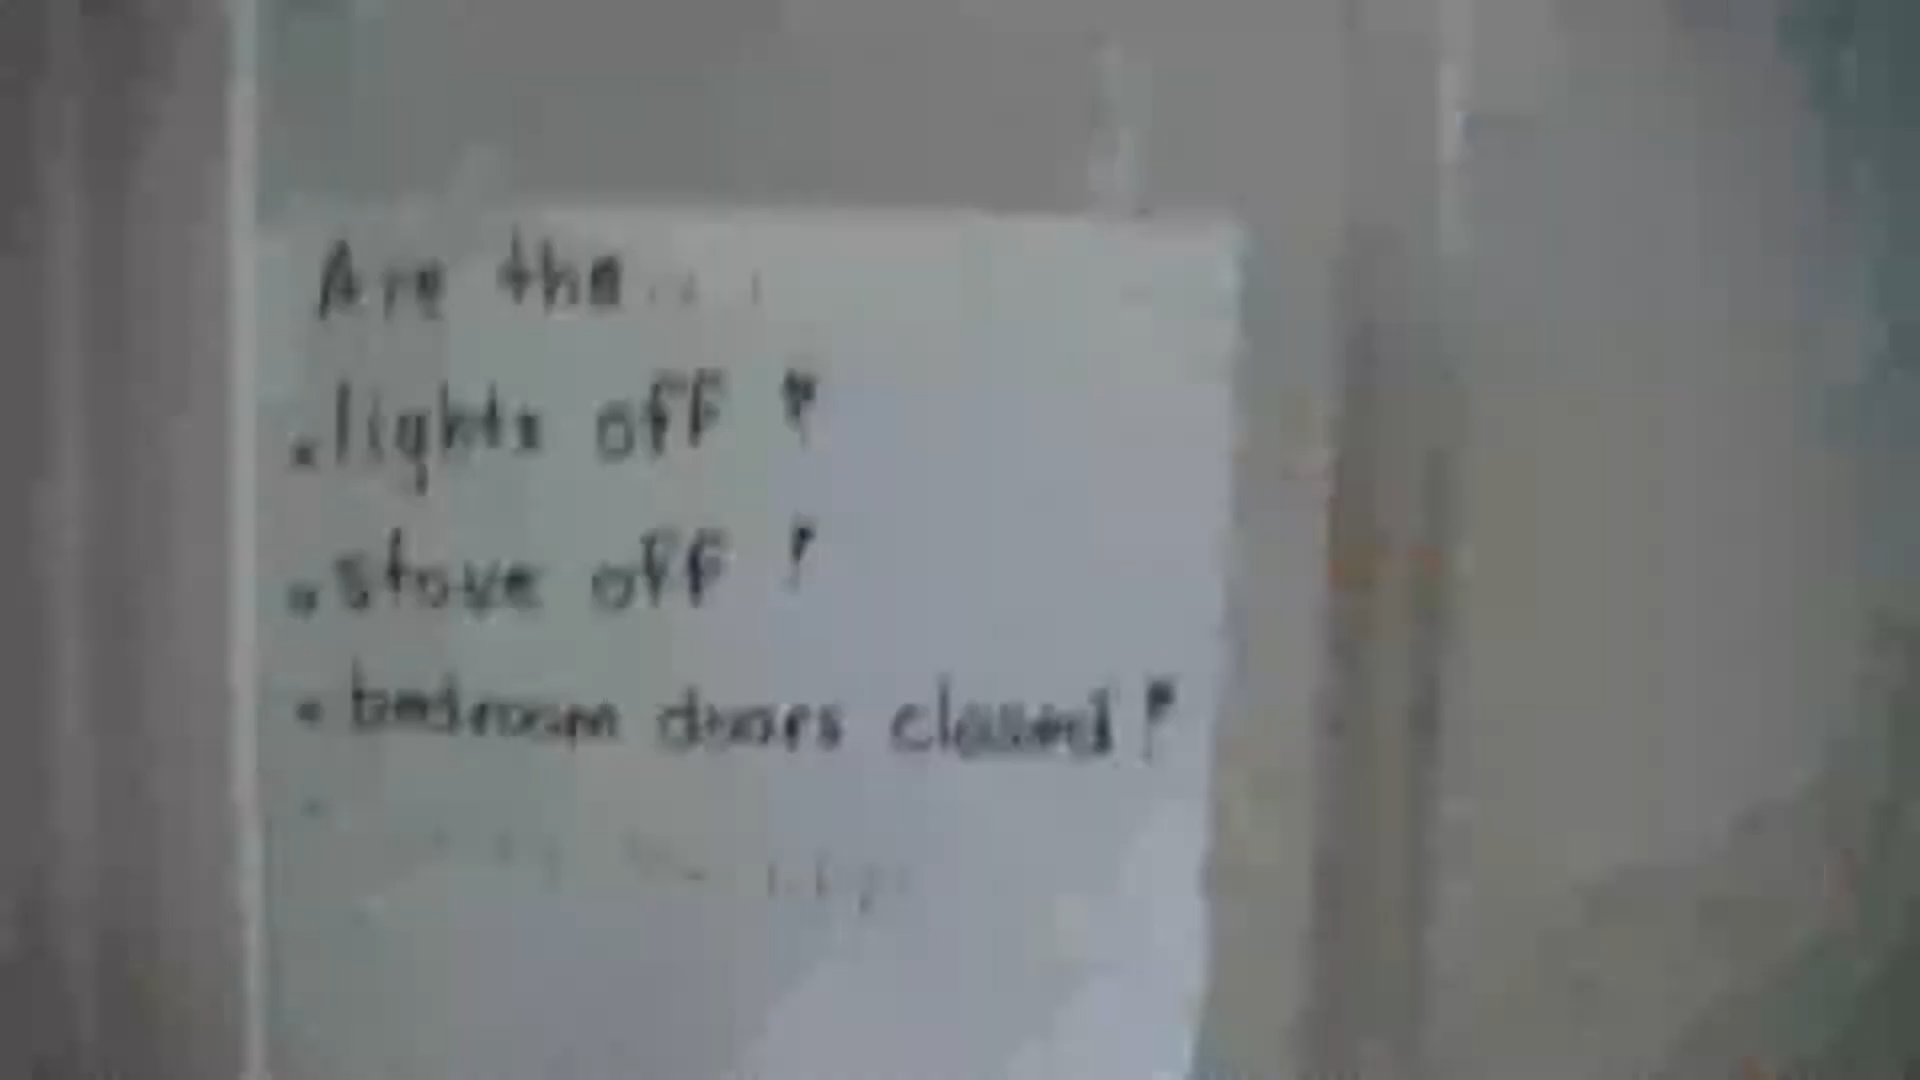 Are the...
• lights off?
• stove off?
• bedroom doors closed?